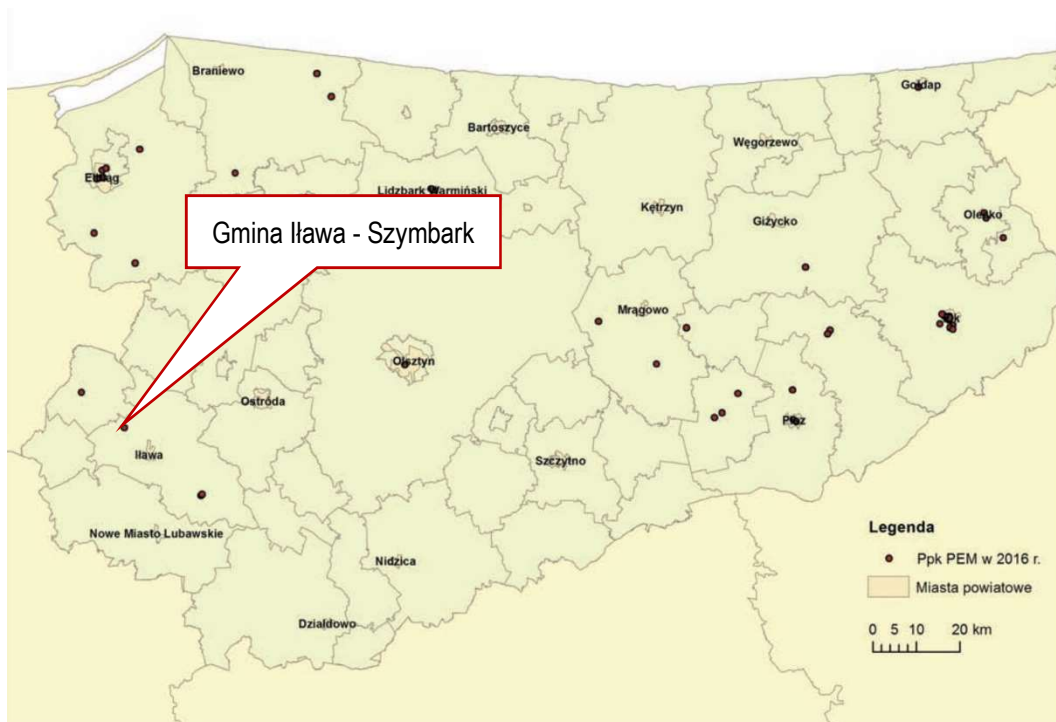 Braniewo
Gołdap
Bartoszyce
Węgorzewo
Elbląg
Lidzbark Warmiński
Kętrzyn
Giżycko
Olecko
Gmina Iława - Szymbark
Mrągowo
Ełk
Olsztyn
Ostróda
Pisz
Iława
Szczytno
Nowe Miasto Lubawskie
Nidzica
Działdowo
Legenda
Ppk PEM w 2016 r.
Miasta powiatowe
0 5 10 20 km